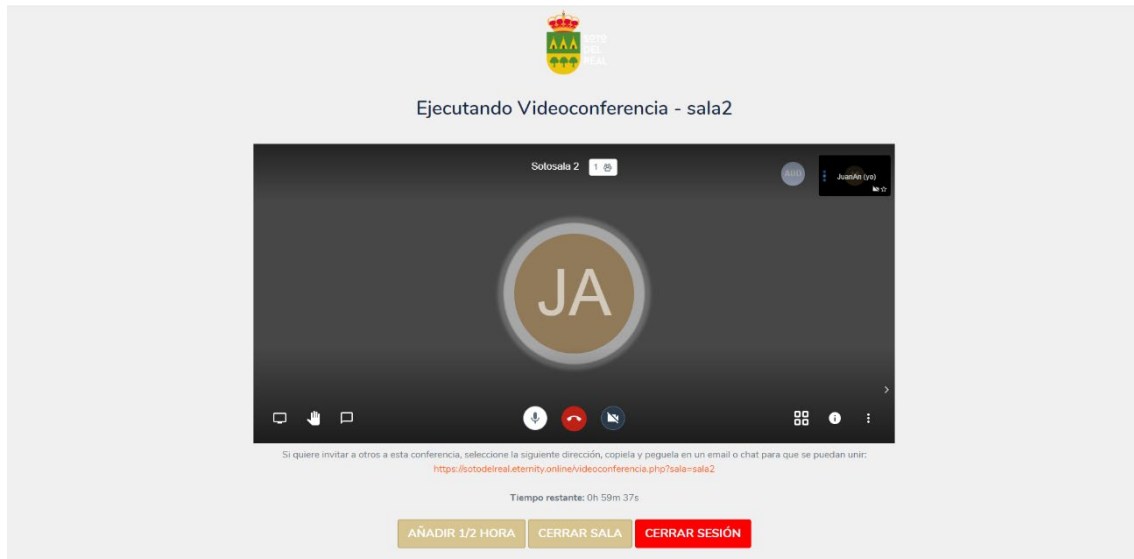 SOTO
DEL
REAL
Ejecutando Videoconferencia - sala2
Sotosala 2 1
AUD
JuanAn (yo)
JA
Si quiere invitar a otros a esta conferencia, seleccione la siguiente dirección, copiela y peguela en un email o chat para que se puedan unir:
https://sotodelreal.eternity.online/videoconferencia.php?sala=sala2
Tiempo restante: 0h 59m 37s
AÑADIR 1/2 HORA CERRAR SALA CERRAR SESIÓN